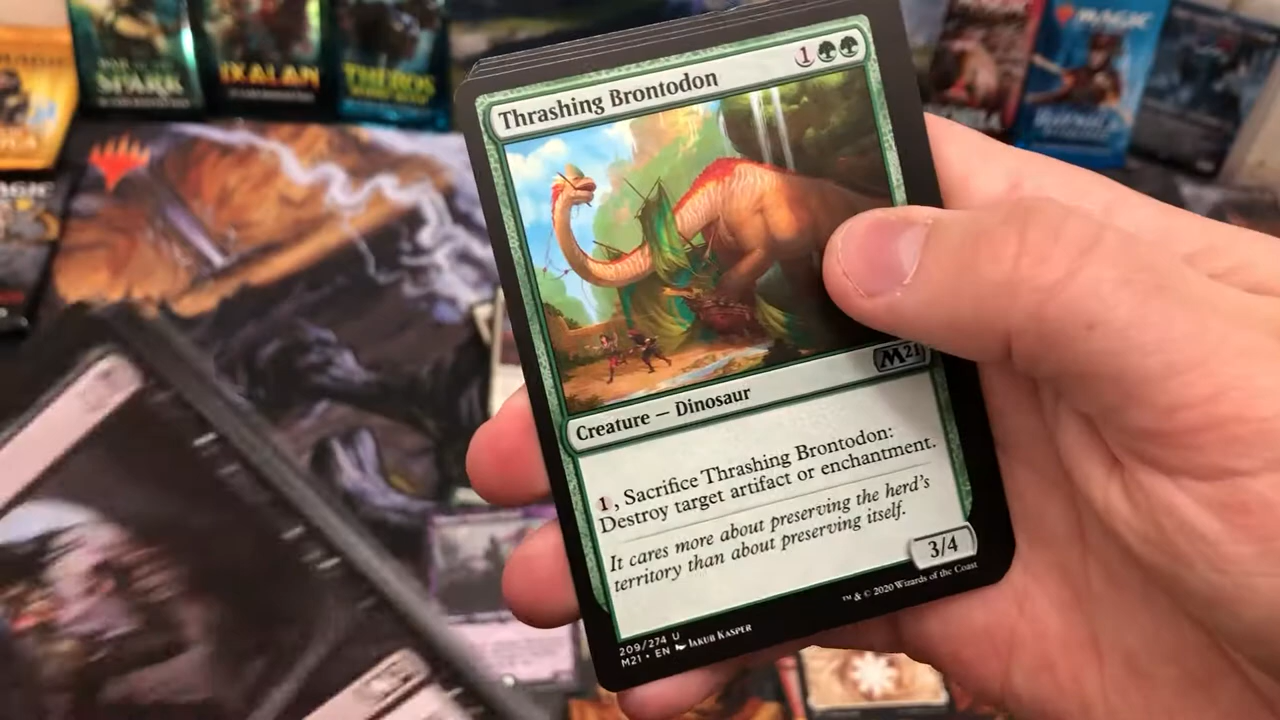 SPARK
IXALAN
THEROS
MAGIC
Thrashing Brontodon
1
M21
Creature — Dinosaur
1, Sacrifice Thrashing Brontodon:
Destroy target artifact or enchantment.
It cares more about preserving the herd's
territory than about preserving itself.
3/4
209/274 U
M21 • EN JAKUB KASPER
™ & © 2020 Wizards of the Coast